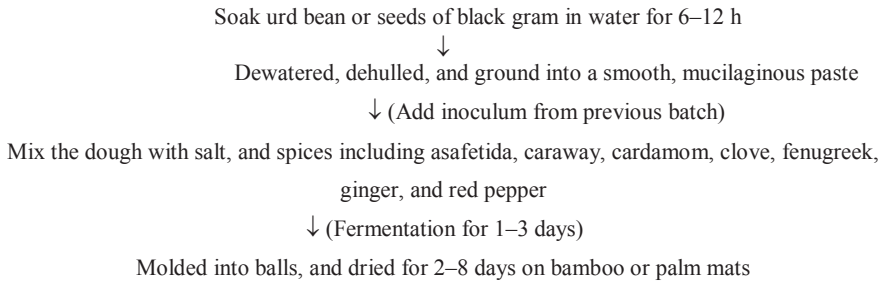 Soak urd bean or seeds of black gram in water for 6–12 h
↓
Dewatered, dehulled, and ground into a smooth, mucilaginous paste
↓ (Add inoculum from previous batch)
Mix the dough with salt, and spices including asafetida, caraway, cardamom, clove, fenugreek,
ginger, and red pepper
↓ (Fermentation for 1–3 days)
Molded into balls, and dried for 2–8 days on bamboo or palm mats